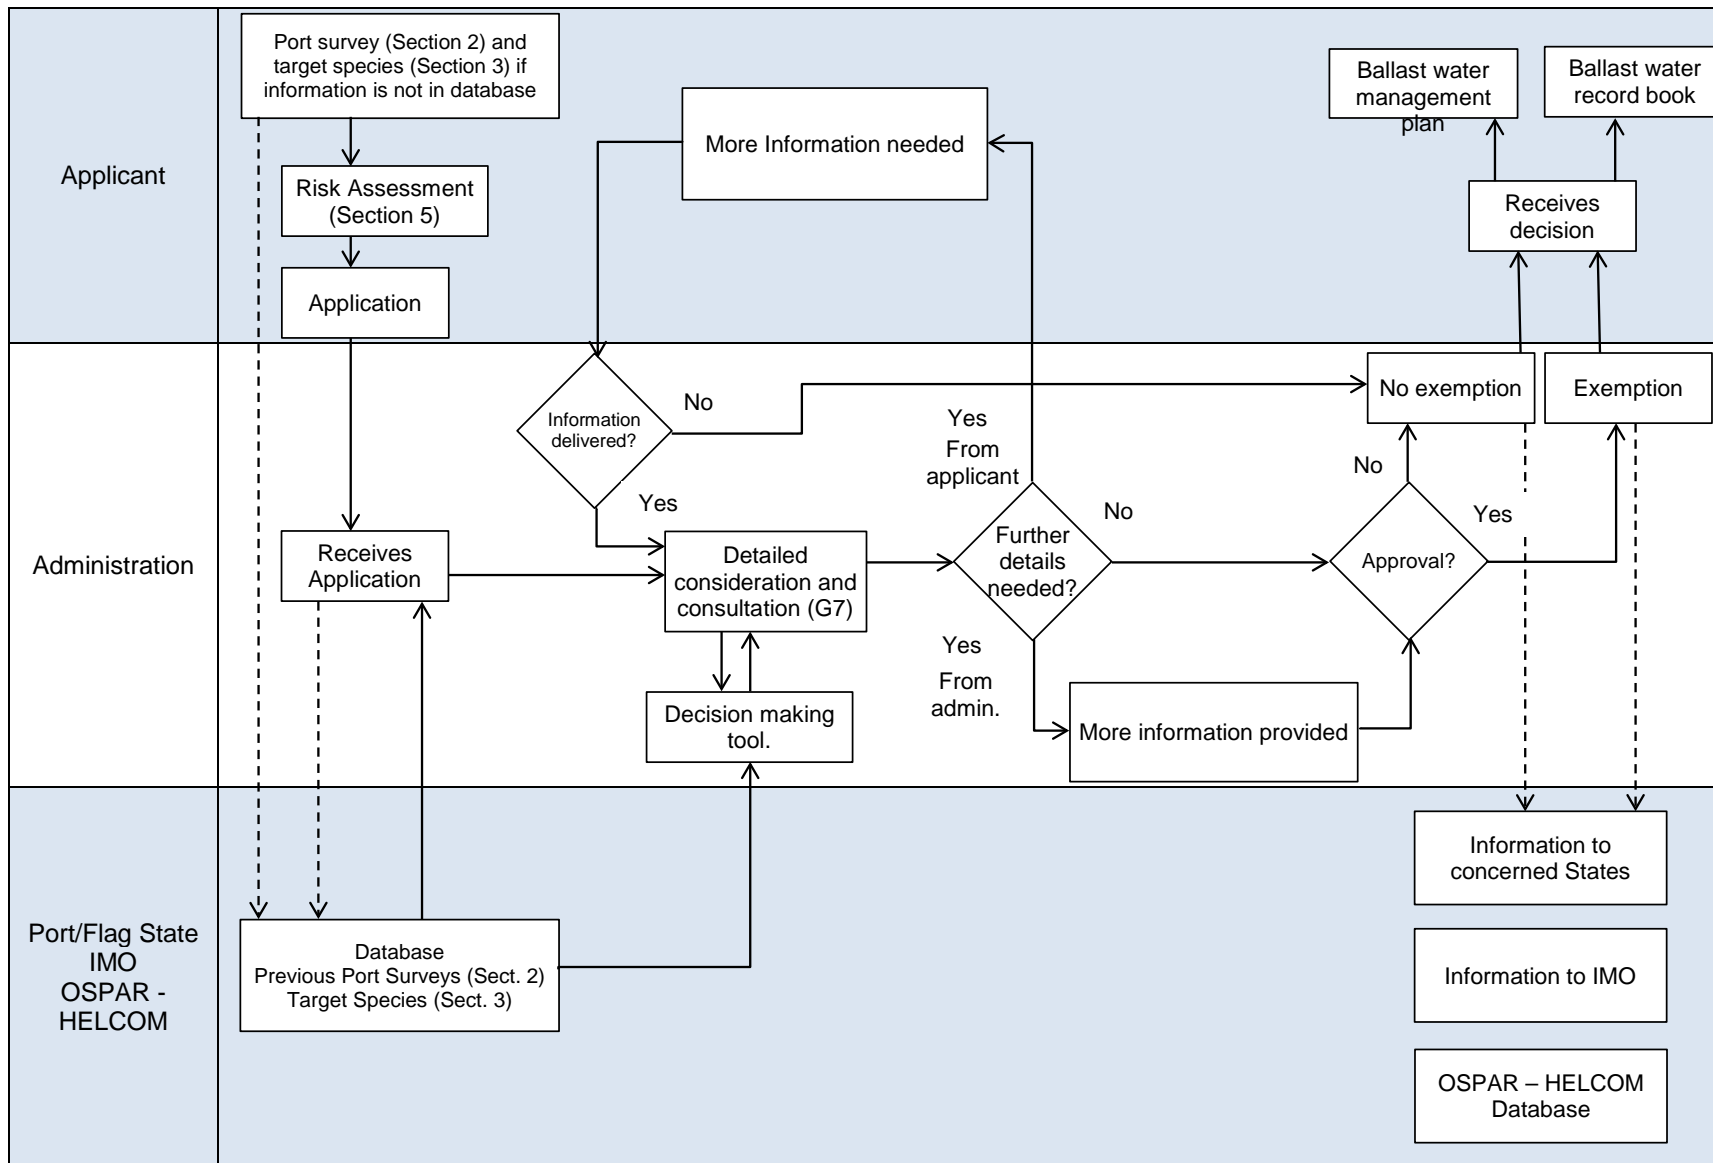 Port survey (Section 2) and
target species (Section 3) if
information is not in database
Ballast water
management
plan
Ballast water
record book
More Information needed
Applicant
Risk Assessment
(Section 5)
Receives
decision
Application
No exemption
Exemption
Information
delivered?
No
Yes
From
applicant
No
Yes
No
Yes
Administration
Receives
Application
Detailed
consideration and
consultation (G7)
Further
details
needed?
Approval?
Yes
From
admin.
Decision making
tool.
More information provided
Port/Flag State
IMO
OSPAR -
HELCOM
Database
Previous Port Surveys (Sect. 2)
Target Species (Sect. 3)
Information to
concerned States
Information to IMO
OSPAR – HELCOM
Database